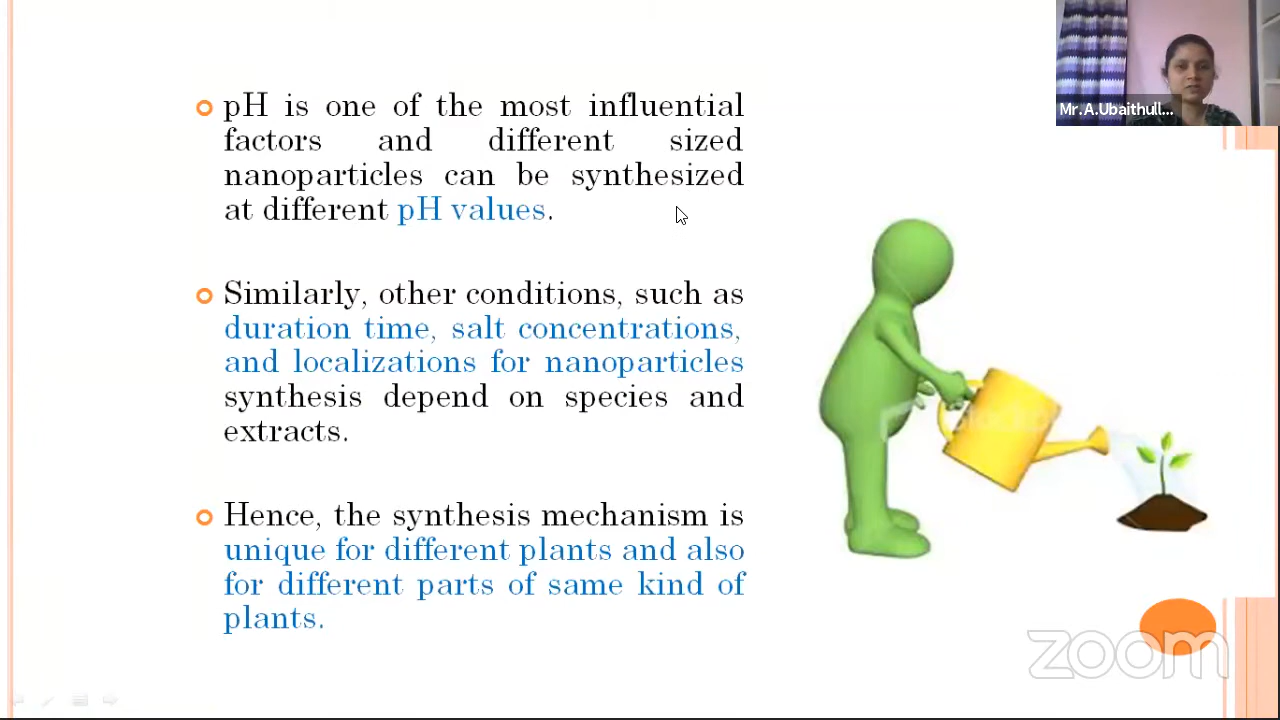 Mr.A.Ubaithull...
pH is one of the most influential
factors and different sized
nanoparticles can be synthesized
at different pH values.
Similarly, other conditions, such as
duration time, salt concentrations,
and localizations for nanoparticles
synthesis depend on species and
extracts.
Hence, the synthesis mechanism is
unique for different plants and also
for different parts of same kind of
plants.
zoom